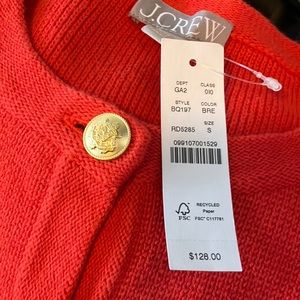 J.CREW
DEPT CLASS
GA2 010
STYLE COLOR
BQ197 BRE
SIZE
RD5285 S
099107001529
FSC
RECYCLED
Paper
FSC® C117781
$128.00